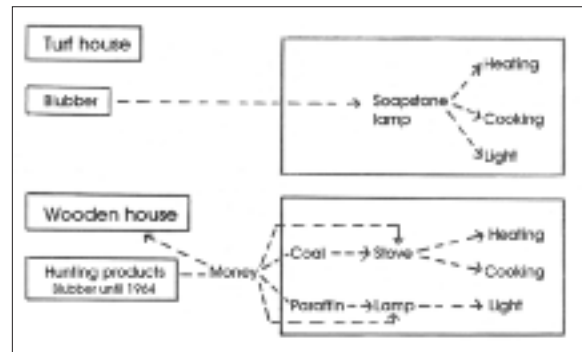 Turf house
Blubber
Soapstone
lamp
Heating
Cooking
Light
Wooden house
Hunting products
Blubber until 1964
Money
Coal
Stove
Heating
Cooking
Paraffin
Lamp
Light